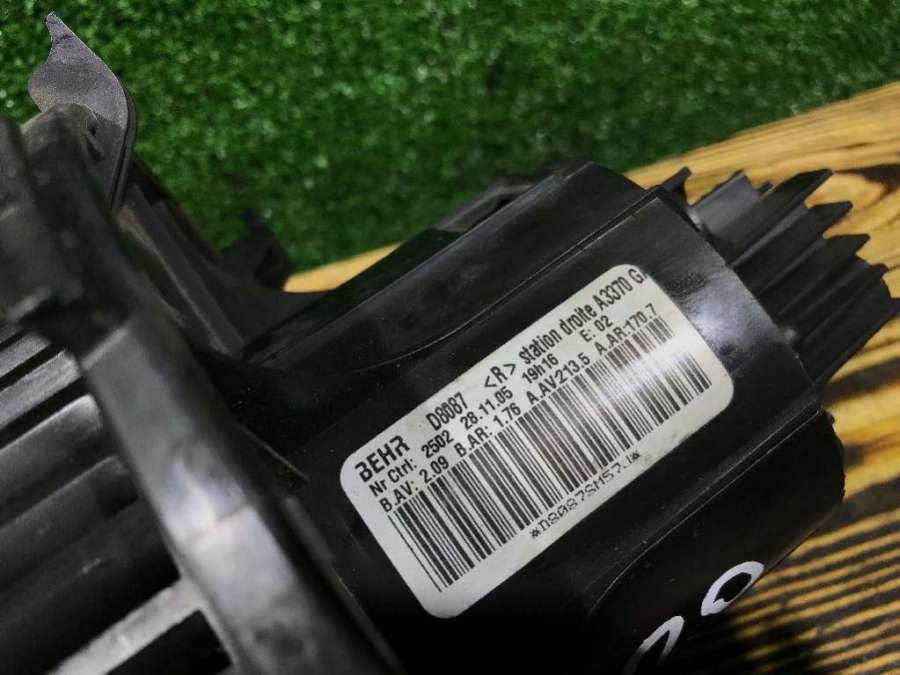 BEHR D8087 <R> station droite A3370 G
Nr Ctrl: 2502 28.11.05 19h16 E: 02
B.AV: 2.09 B.AR: 1.76 A.AV213.5 A.AR:170.7
*D8087SM57J*